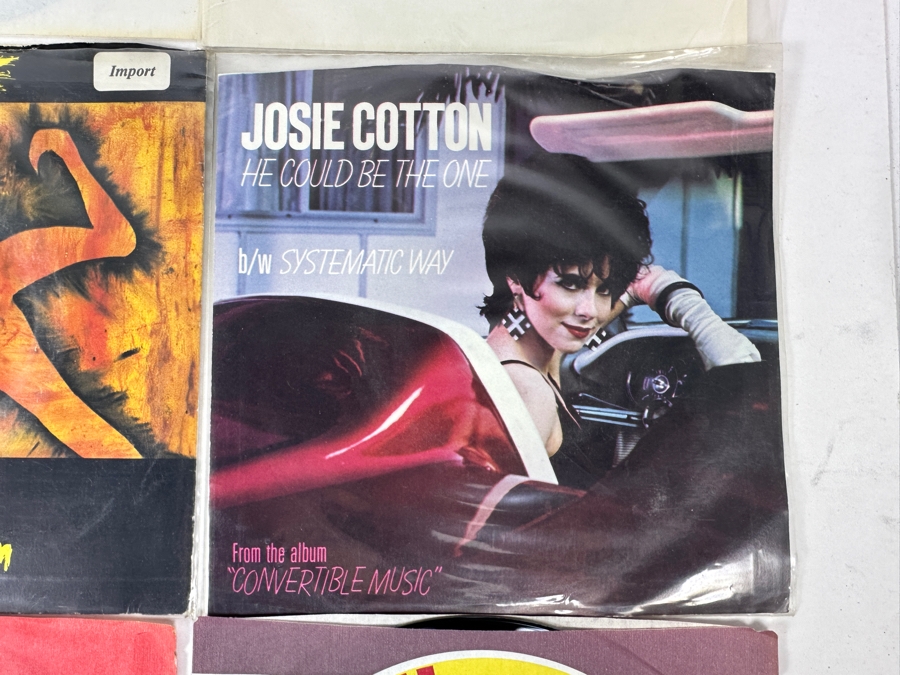 Import
JOSIE COTTON
HE COULD BE THE ONE
b/w SYSTEMATIC WAY
From the album
"CONVERTIBLE MUSIC"